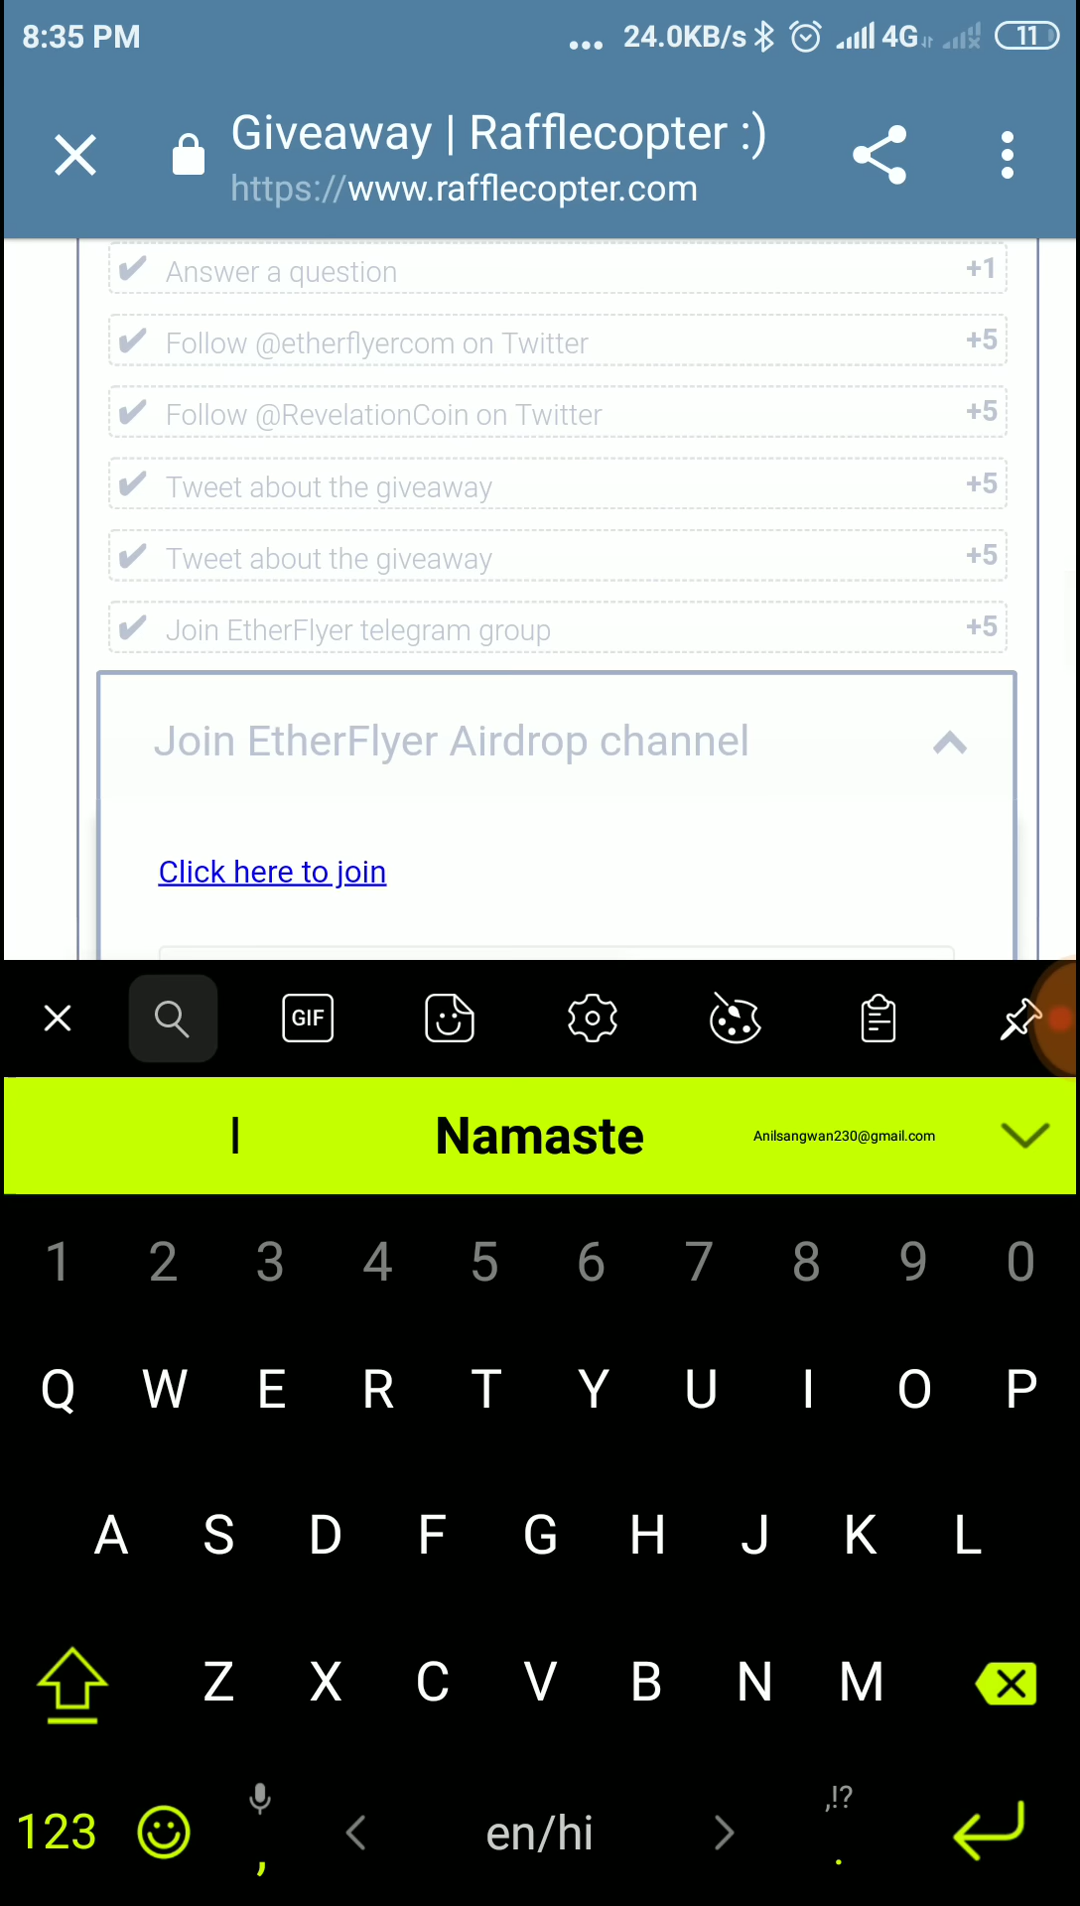 8:35 PM
... 24.0KB/s 4G 11
Giveaway | Rafflecopter :)
https://www.rafflecopter.com
Answer a question +1
Follow @etherflyercom on Twitter +5
Follow @RevelationCoin on Twitter +5
Tweet about the giveaway +5
Tweet about the giveaway +5
Join EtherFlyer telegram group +5
Join EtherFlyer Airdrop channel
Click here to join
GIF
I Namaste Anilsangwan230@gmail.com
1 2 3 4 5 6 7 8 9 0
Q W E R T Y U I O P
A S D F G H J K L
Z X C V B N M
,!?
123 , < en/hi > .